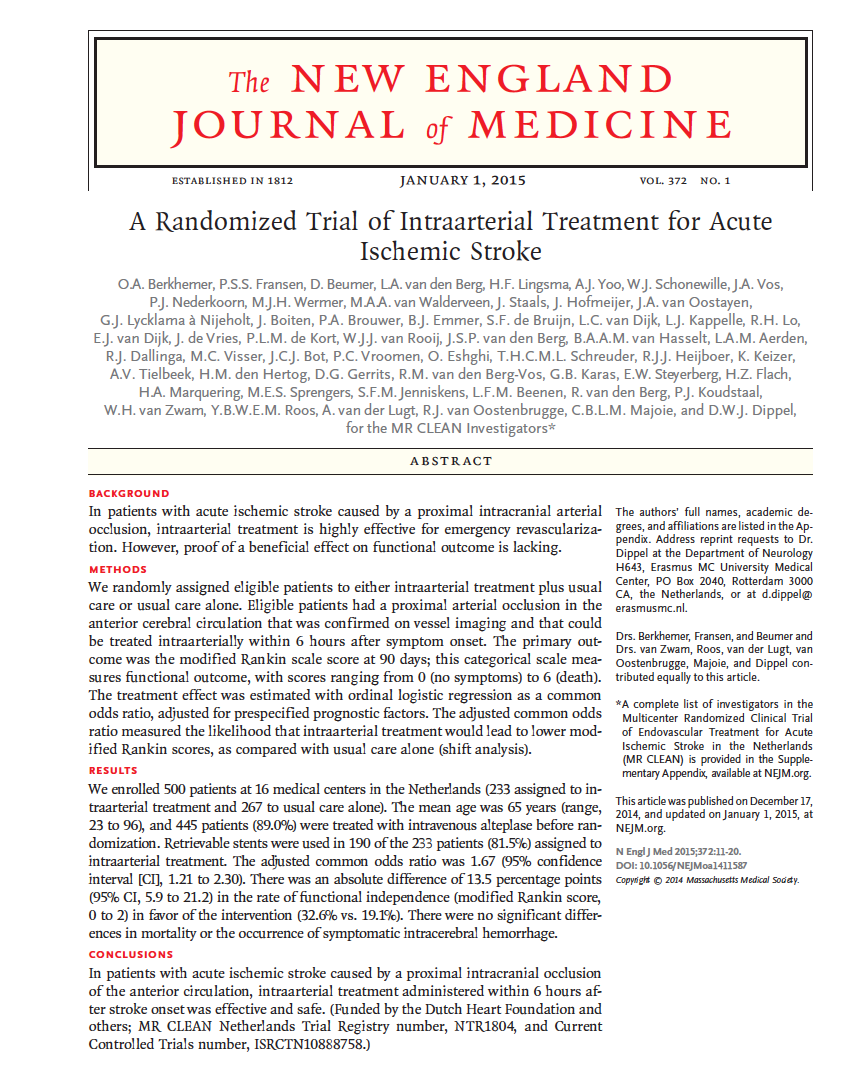 The NEW ENGLAND
JOURNAL of MEDICINE
ESTABLISHED IN 1812 JANUARY 1, 2015 VOL. 372 NO. 1
A Randomized Trial of Intraarterial Treatment for Acute
Ischemic Stroke
O.A. Berkhemer, P.S.S. Fransen, D. Beumer, L.A. van den Berg, H.F. Lingsma, A.J. Yoo, W.J. Schonewille, J.A. Vos,
P.J. Nederkoorn, M.J.H. Wermer, M.A.A. van Walderveen, J. Staals, J. Hofmeijer, J.A. van Oostayen,
G.J. Lycklama à Nijeholt, J. Boiten, P.A. Brouwer, B.J. Emmer, S.F. de Bruijn, L.C. van Dijk, L.J. Kappelle, R.H. Lo,
E.J. van Dijk, J. de Vries, P.L.M. de Kort, W.J.J. van Rooij, J.S.P. van den Berg, B.A.A.M. van Hasselt, L.A.M. Aerden,
R.J. Dallinga, M.C. Visser, J.C.J. Bot, P.C. Vroomen, O. Eshghi, T.H.C.M.L. Schreuder, R.J.J. Heijboer, K. Keizer,
A.V. Tielbeek, H.M. den Hertog, D.G. Gerrits, R.M. van den Berg-Vos, G.B. Karas, E.W. Steyerberg, H.Z. Flach,
H.A. Marquering, M.E.S. Sprengers, S.F.M. Jenniskens, L.F.M. Beenen, R. van den Berg, P.J. Koudstaal,
W.H. van Zwam, Y.B.W.E.M. Roos, A. van der Lugt, R.J. van Oostenbrugge, C.B.L.M. Majoie, and D.W.J. Dippel,
for the MR CLEAN Investigators*
ABSTRACT
BACKGROUND
In patients with acute ischemic stroke caused by a proximal intracranial arterial
occlusion, intraarterial treatment is highly effective for emergency revasculariza-
tion. However, proof of a beneficial effect on functional outcome is lacking.
METHODS
We randomly assigned eligible patients to either intraarterial treatment plus usual
care or usual care alone. Eligible patients had a proximal arterial occlusion in the
anterior cerebral circulation that was confirmed on vessel imaging and that could
be treated intraarterially within 6 hours after symptom onset. The primary out-
come was the modified Rankin scale score at 90 days; this categorical scale mea-
sures functional outcome, with scores ranging from 0 (no symptoms) to 6 (death).
The treatment effect was estimated with ordinal logistic regression as a common
odds ratio, adjusted for prespecified prognostic factors. The adjusted common odds
ratio measured the likelihood that intraarterial treatment would lead to lower mod-
ified Rankin scores, as compared with usual care alone (shift analysis).
RESULTS
We enrolled 500 patients at 16 medical centers in the Netherlands (233 assigned to in-
traarterial treatment and 267 to usual care alone). The mean age was 65 years (range,
23 to 96), and 445 patients (89.0%) were treated with intravenous alteplase before ran-
domization. Retrievable stents were used in 190 of the 233 patients (81.5%) assigned to
intraarterial treatment. The adjusted common odds ratio was 1.67 (95% confidence
interval [CI], 1.21 to 2.30). There was an absolute difference of 13.5 percentage points
(95% CI, 5.9 to 21.2) in the rate of functional independence (modified Rankin score,
0 to 2) in favor of the intervention (32.6% vs. 19.1%). There were no significant differ-
ences in mortality or the occurrence of symptomatic intracerebral hemorrhage.
CONCLUSIONS
In patients with acute ischemic stroke caused by a proximal intracranial occlusion
of the anterior circulation, intraarterial treatment administered within 6 hours af-
ter stroke onset was effective and safe. (Funded by the Dutch Heart Foundation and
others; MR CLEAN Netherlands Trial Registry number, NTR1804, and Current
Controlled Trials number, ISRCTN10888758.)
The authors' full names, academic de-
grees, and affiliations are listed in the Ap-
pendix. Address reprint requests to Dr.
Dippel at the Department of Neurology
H643, Erasmus MC University Medical
Center, PO Box 2040, Rotterdam 3000
CA, the Netherlands, or at d.dippel@
erasmusmc.nl.
Drs. Berkhemer, Fransen, and Beumer and
Drs. van Zwam, Roos, van der Lugt, van
Oostenbrugge, Majoie, and Dippel con-
tributed equally to this article.
*A complete list of investigators in the
Multicenter Randomized Clinical Trial
of Endovascular Treatment for Acute
Ischemic Stroke in the Netherlands
(MR CLEAN) is provided in the Supple-
mentary Appendix, available at NEJM.org.
This article was published on December 17,
2014, and updated on January 1, 2015, at
NEJM.org.
N Engl J Med 2015;372:11-20.
DOI: 10.1056/NEJMoa1411587
Copyright © 2014 Massachusetts Medical Society.